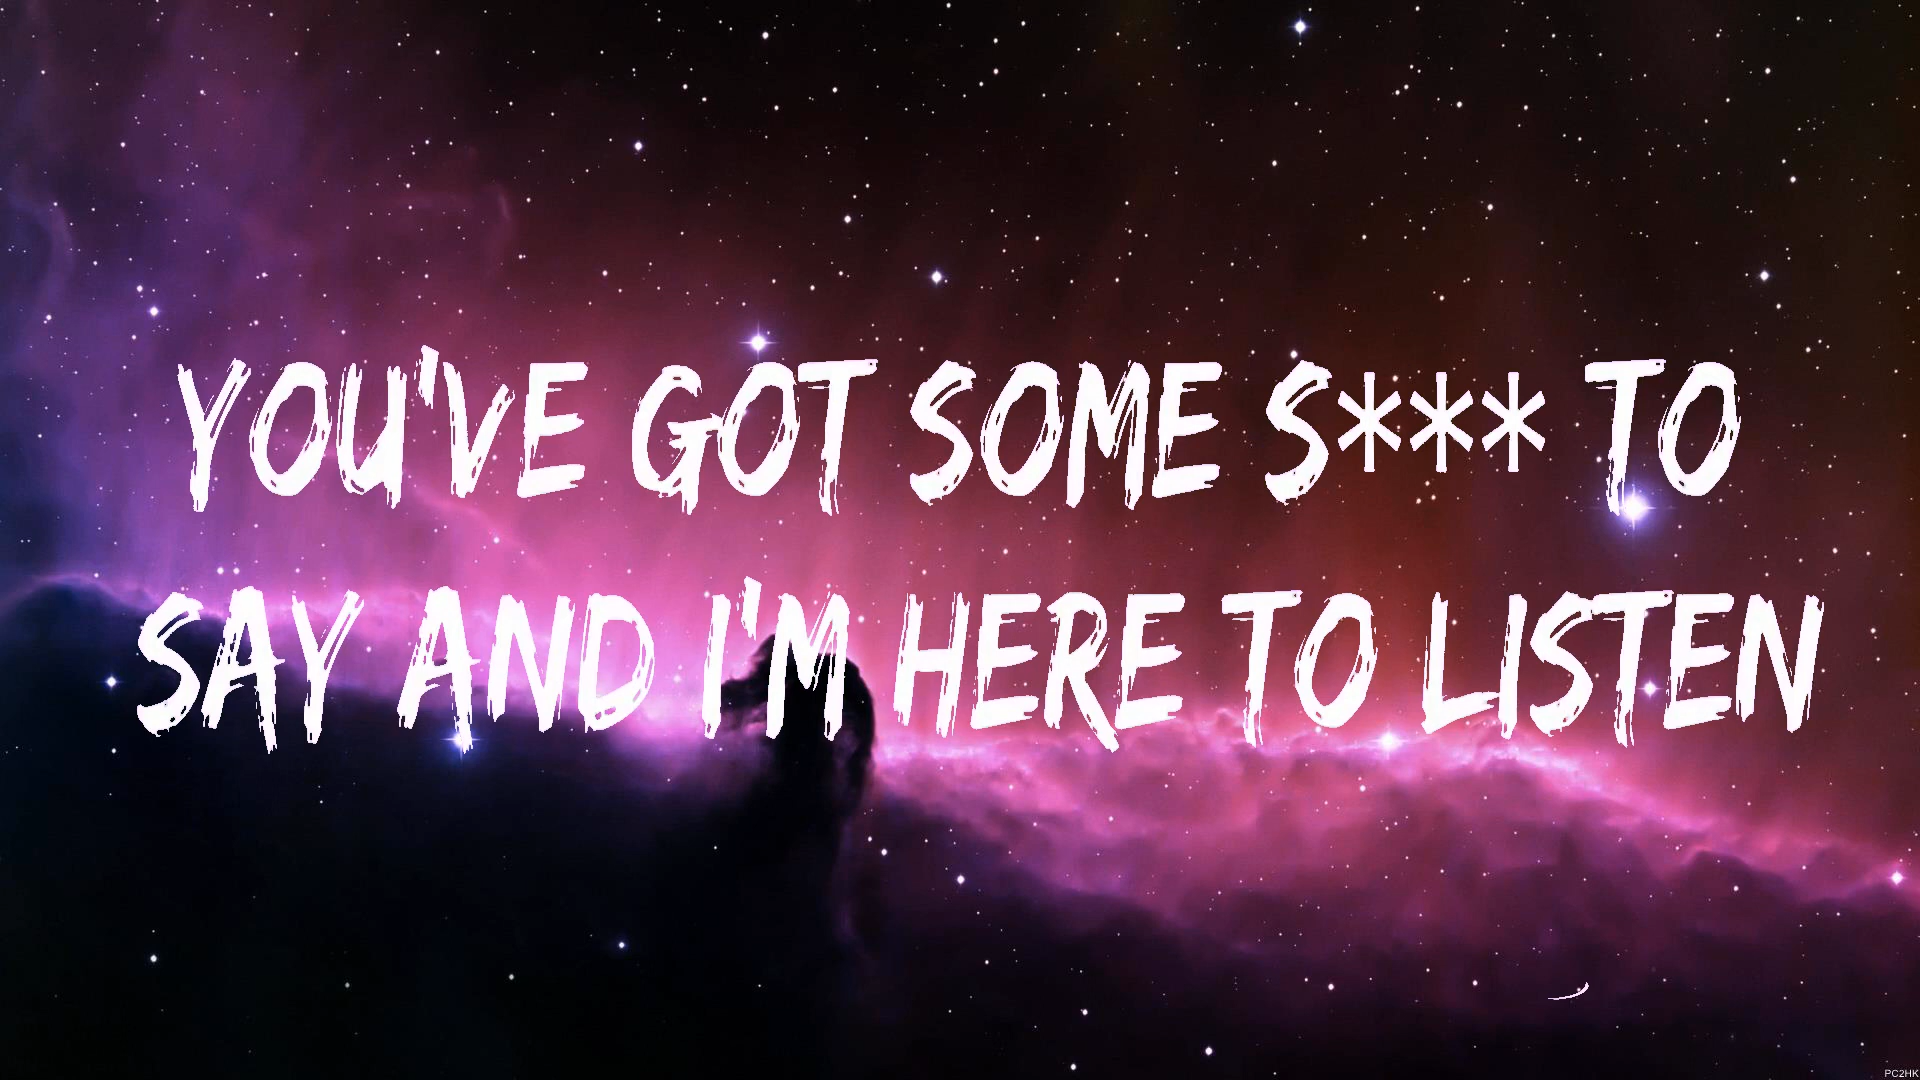 YOU'VE GOT SOME S*** TO
SAY AND I'M HERE TO LISTEN
PC2HK